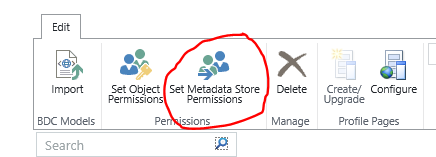 Edit
Import
Set Object Permissions
Set Metadata Store Permissions
Delete
Create/ Upgrade
Configure
BDC Models
Permissions
Manage
Profile Pages
Search